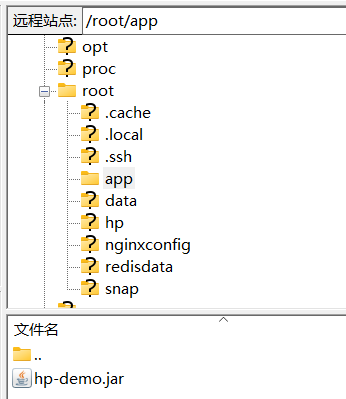 远程站点: /root/app
opt
proc
root
.cache
.local
.ssh
app
data
hp
nginxconfig
redisdata
snap
文件名
..
hp-demo.jar